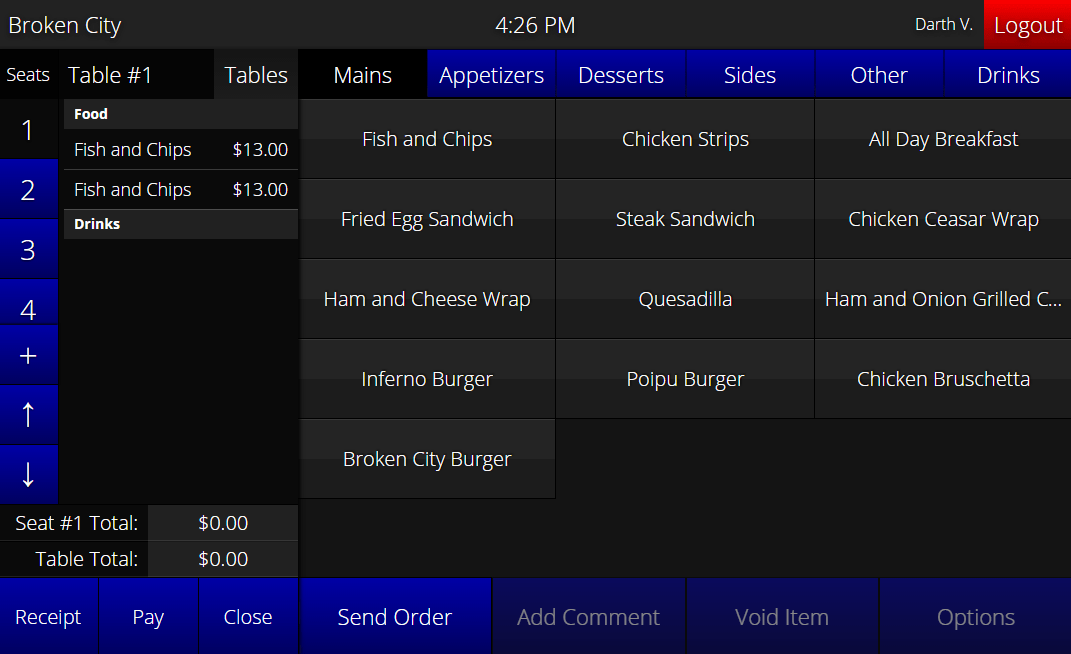 Broken City 4:26 PM Darth V. Logout
Seats Table #1 Tables Mains Appetizers Desserts Sides Other Drinks
1
2
3
4
+
↑
↓
Food
Fish and Chips $13.00
Fish and Chips $13.00
Drinks
Fish and Chips Chicken Strips All Day Breakfast
Fried Egg Sandwich Steak Sandwich Chicken Ceasar Wrap
Ham and Cheese Wrap Quesadilla Ham and Onion Grilled C...
Inferno Burger Poipu Burger Chicken Bruschetta
Broken City Burger
Seat #1 Total: $0.00
Table Total: $0.00
Receipt Pay Close Send Order Add Comment Void Item Options